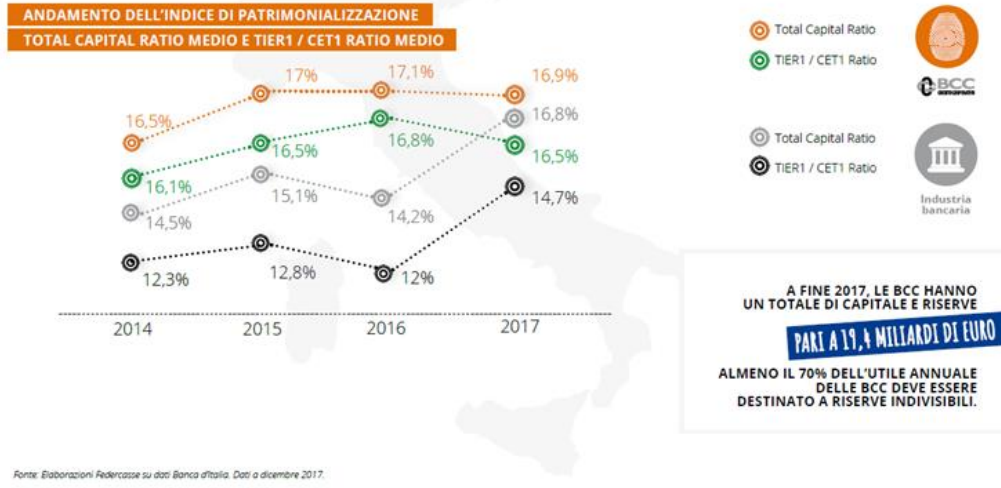 ANDAMENTO DELL'INDICE DI PATRIMONIALIZZAZIONE
TOTAL CAPITAL RATIO MEDIO E TIER1 / CET1 RATIO MEDIO
16,5%
17%
17,1%
16,9%
16,1%
16,5%
16,8%
16,5%
14,5%
15,1%
14,2%
16,8%
12,3%
12,8%
12%
14,7%
2014
2015
2016
2017
Total Capital Ratio
TIER1 / CET1 Ratio
BCC
Total Capital Ratio
TIER1 / CET1 Ratio
Industria
bancaria
A FINE 2017, LE BCC HANNO
UN TOTALE DI CAPITALE E RISERVE
PARI A 19,4 MILIARDI DI EURO
ALMENO IL 70% DELL'UTILE ANNUALE
DELLE BCC DEVE ESSERE
DESTINATO A RISERVE INDIVISIBILI.
Fonte: Elaborazioni Federcasse su dati Banca d'Italia. Dati a dicembre 2017.